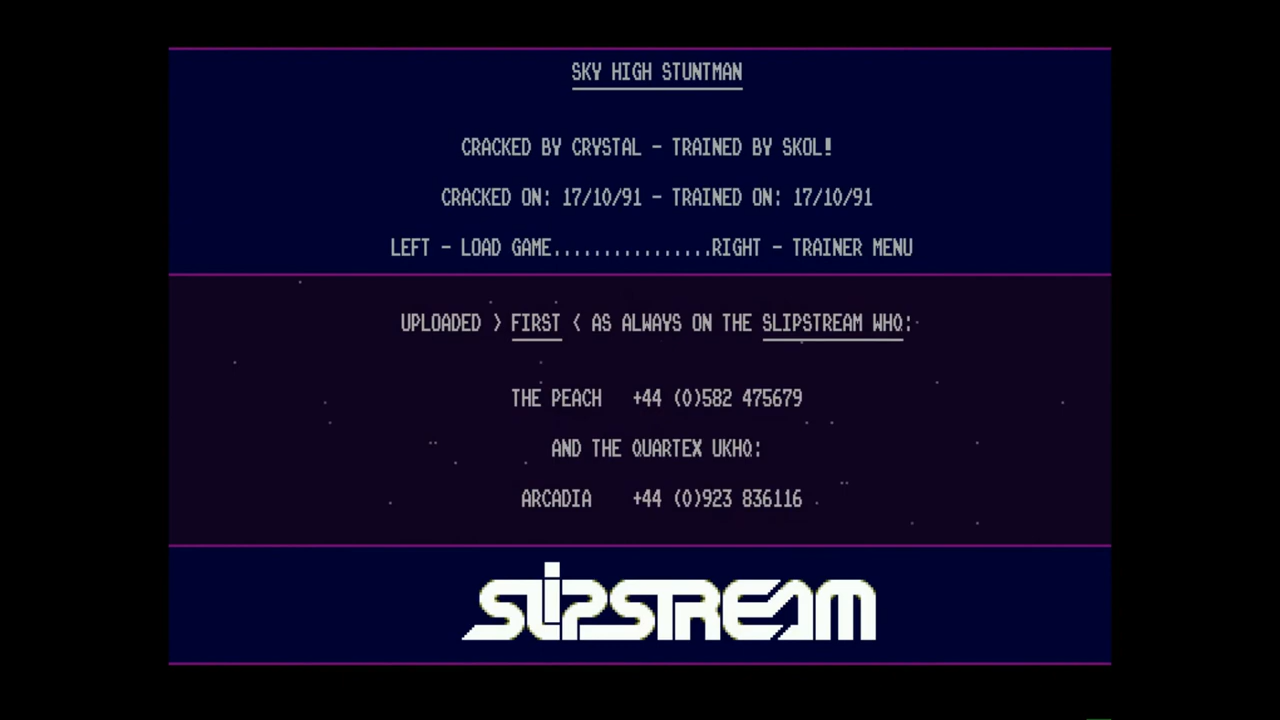 SKY HIGH STUNTMAN
CRACKED BY CRYSTAL - TRAINED BY SKOL!
CRACKED ON: 17/10/91 - TRAINED ON: 17/10/91
LEFT - LOAD GAME................RIGHT - TRAINER MENU
UPLOADED > FIRST < AS ALWAYS ON THE SLIPSTREAM WHQ:
THE PEACH +44 (0)582 475679
AND THE QUARTEX UKHQ:
ARCADIA +44 (0)923 836116
SLIPSTREAM